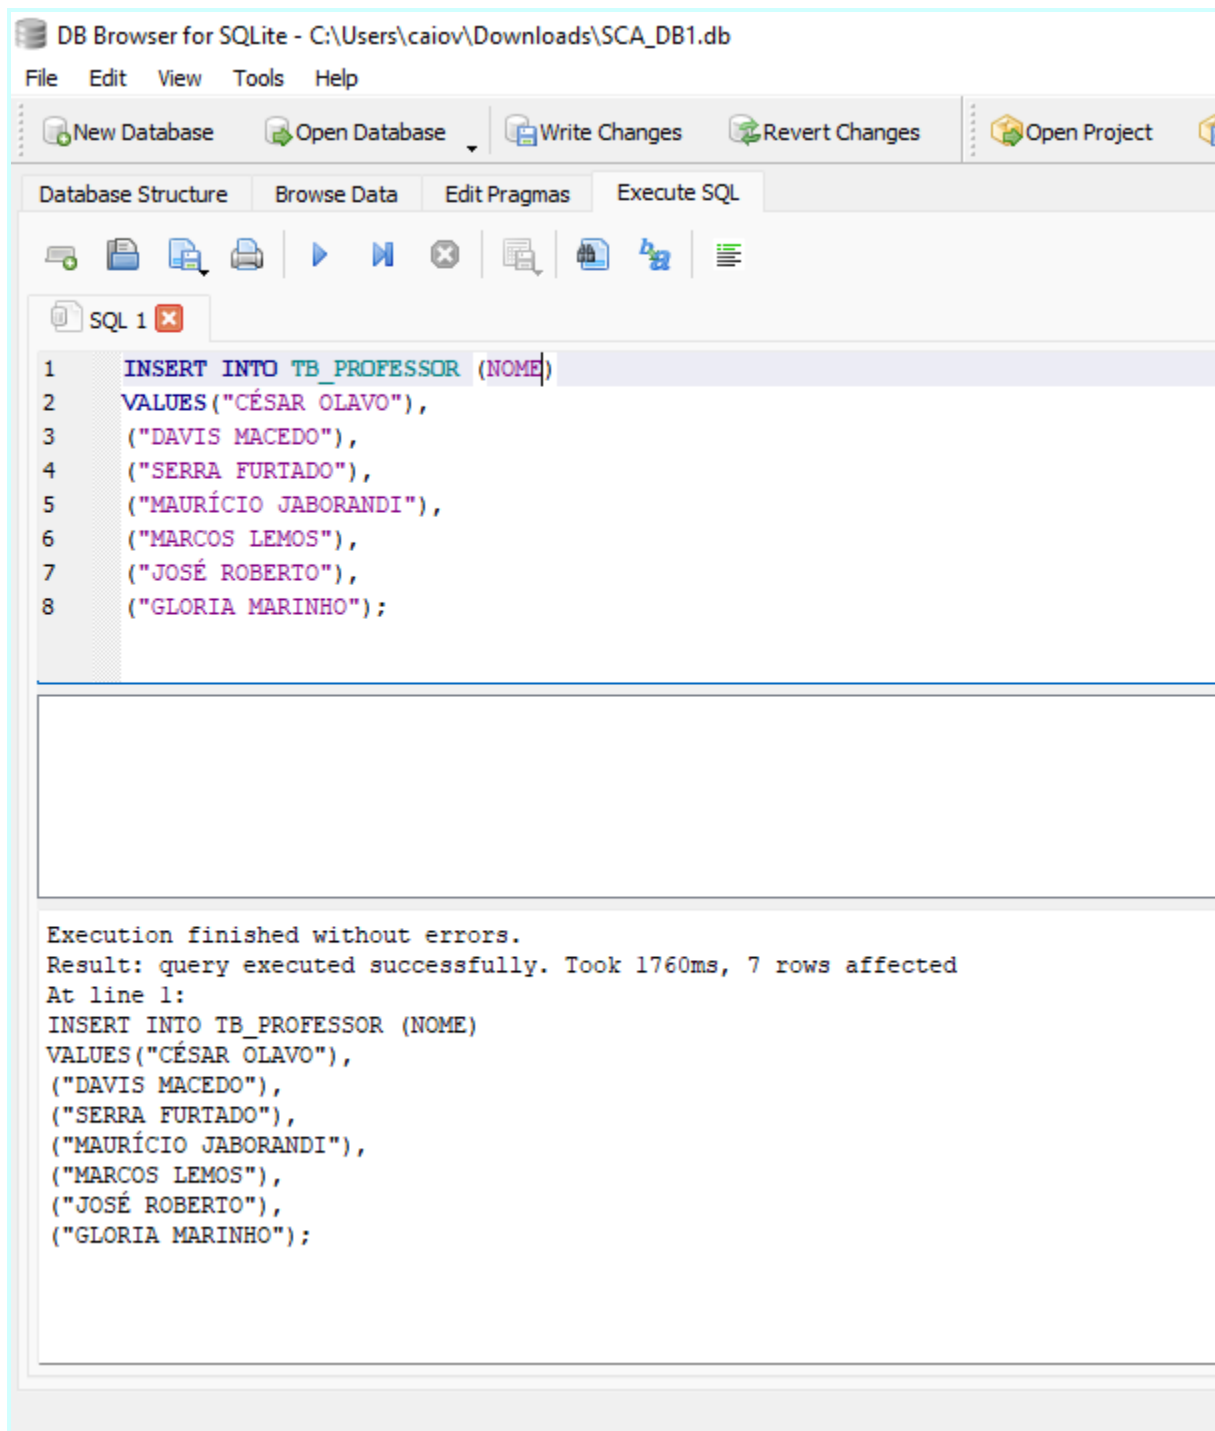 DB Browser for SQLite - C:\Users\caiov\Downloads\SCA_DB1.db
File Edit View Tools Help
New Database Open Database Write Changes Revert Changes Open Project
Database Structure Browse Data Edit Pragmas Execute SQL
SQL 1
1 INSERT INTO TB_PROFESSOR (NOME)
2 VALUES("CÉSAR OLAVO"),
3 ("DAVIS MACEDO"),
4 ("SERRA FURTADO"),
5 ("MAURÍCIO JABORANDI"),
6 ("MARCOS LEMOS"),
7 ("JOSÉ ROBERTO"),
8 ("GLORIA MARINHO");
Execution finished without errors.
Result: query executed successfully. Took 1760ms, 7 rows affected
At line 1:
INSERT INTO TB_PROFESSOR (NOME)
VALUES("CÉSAR OLAVO"),
("DAVIS MACEDO"),
("SERRA FURTADO"),
("MAURÍCIO JABORANDI"),
("MARCOS LEMOS"),
("JOSÉ ROBERTO"),
("GLORIA MARINHO");